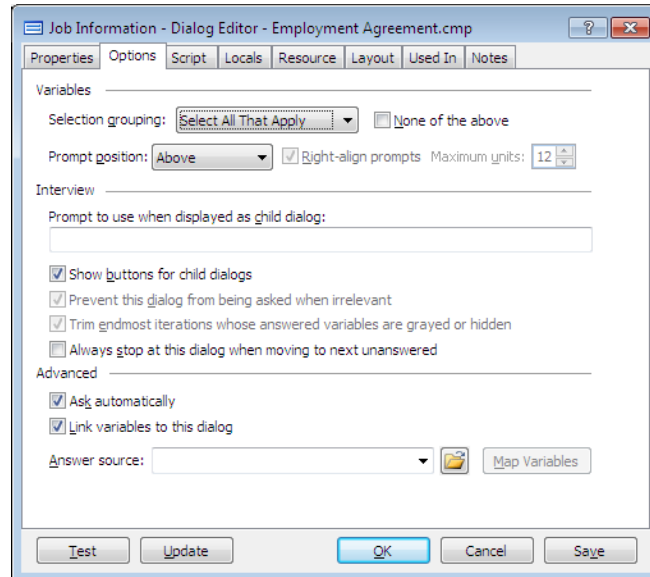 Job Information - Dialog Editor - Employment Agreement.cmp
Properties Options Script Locals Resource Layout Used In Notes
Variables
Selection grouping: Select All That Apply None of the above
Prompt position: Above Right-align prompts Maximum units: 12
Interview
Prompt to use when displayed as child dialog:
Show buttons for child dialogs
Prevent this dialog from being asked when irrelevant
Trim endmost iterations whose answered variables are grayed or hidden
Always stop at this dialog when moving to next unanswered
Advanced
Ask automatically
Link variables to this dialog
Answer source: Map Variables
Test Update OK Cancel Save